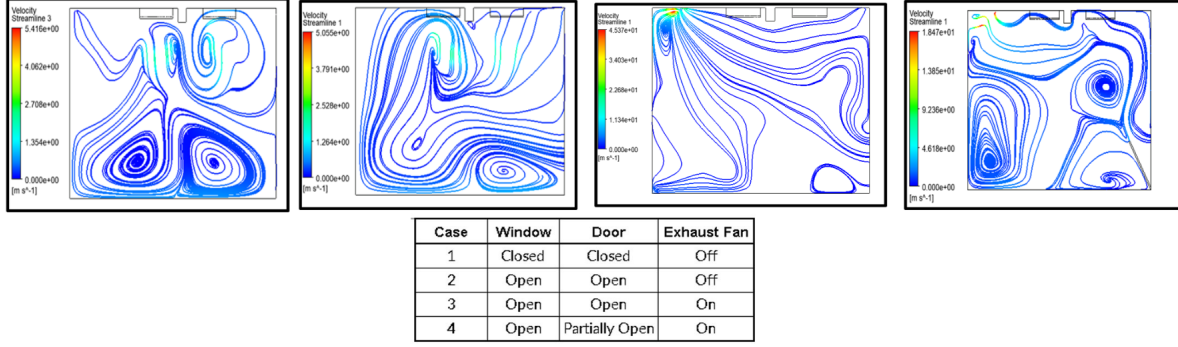 Velocity
Streamline 3
5.416e+00
4.062e+00
2.708e+00
1.354e+00
0.000e+00
[m s^-1]
Velocity
Streamline 1
5.055e+00
3.791e+00
2.528e+00
1.264e+00
0.000e+00
[m s^-1]
Velocity
Streamline 1
4.537e+01
3.403e+01
2.268e+01
1.134e+01
0.000e+00
[m s^-1]
Velocity
Streamline 1
1.847e+01
1.385e+01
9.236e+00
4.618e+00
0.000e+00
[m s^-1]
Case Window Door Exhaust Fan
1 Closed Closed Off
2 Open Open Off
3 Open Open On
4 Open Partially Open On